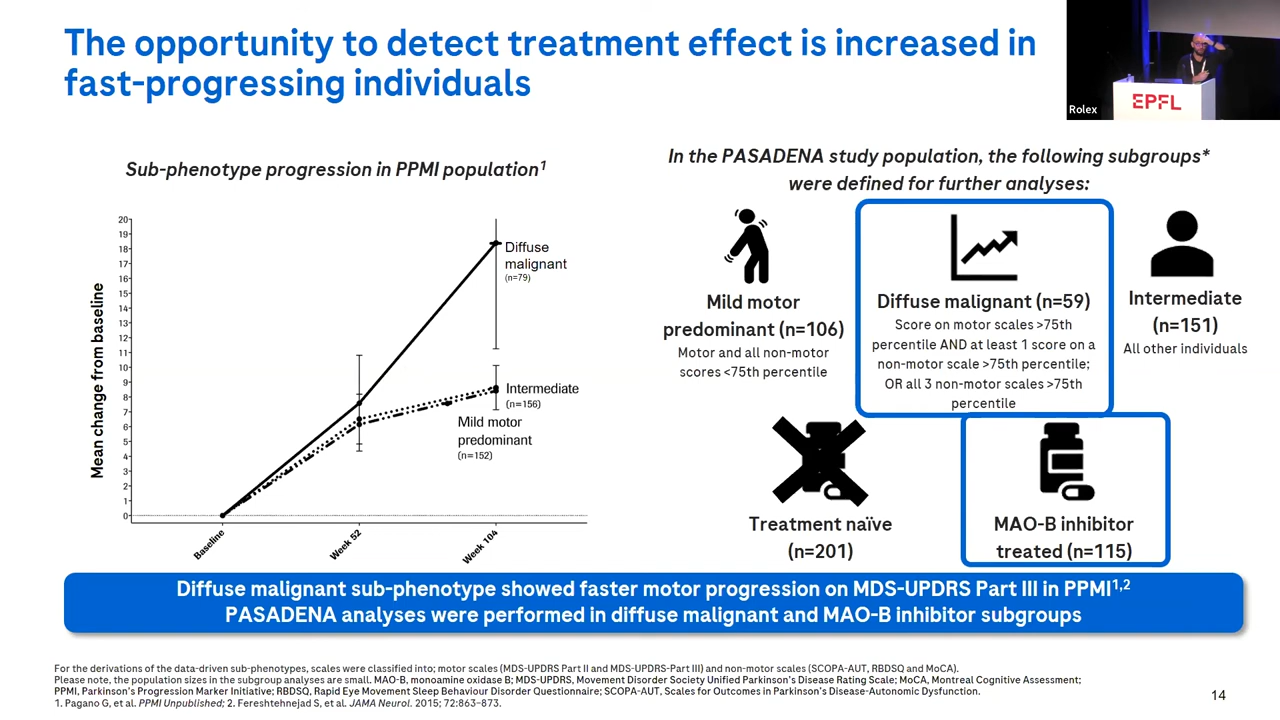 The opportunity to detect treatment effect is increased in
fast-progressing individuals
EPFL
Rolex
Sub-phenotype progression in PPMI population¹
Mean change from baseline
20
19
18
17
16
15
14
13
12
11
10
9
8
7
6
5
4
3
2
1
0
Diffuse
malignant
(n=79)
Intermediate
(n=156)
Mild motor
predominant
(n=152)
Baseline
Week 52
Week 104
In the PASADENA study population, the following subgroups*
were defined for further analyses:
Mild motor
predominant (n=106)
Motor and all non-motor
scores <75th percentile
Diffuse malignant (n=59)
Score on motor scales >75th
percentile AND at least 1 score on a
non-motor scale >75th percentile;
OR all 3 non-motor scales >75th
percentile
Intermediate
(n=151)
All other individuals
Treatment naïve
(n=201)
MAO-B inhibitor
treated (n=115)
Diffuse malignant sub-phenotype showed faster motor progression on MDS-UPDRS Part III in PPMI¹,²
PASADENA analyses were performed in diffuse malignant and MAO-B inhibitor subgroups
For the derivations of the data-driven sub-phenotypes, scales were classified into; motor scales (MDS-UPDRS Part II and MDS-UPDRS-Part III) and non-motor scales (SCOPA-AUT, RBDSQ and MoCA).
Please note, the population sizes in the subgroup analyses are small. MAO-B, monoamine oxidase B; MDS-UPDRS, Movement Disorder Society Unified Parkinson's Disease Rating Scale; MoCA, Montreal Cognitive Assessment;
PPMI, Parkinson's Progression Marker Initiative; RBDSQ, Rapid Eye Movement Sleep Behaviour Disorder Questionnaire; SCOPA-AUT, Scales for Outcomes in Parkinson's Disease-Autonomic Dysfunction.
1. Pagano G, et al. PPMI Unpublished; 2. Fereshtehnejad S, et al. JAMA Neurol. 2015; 72:863–873.
14